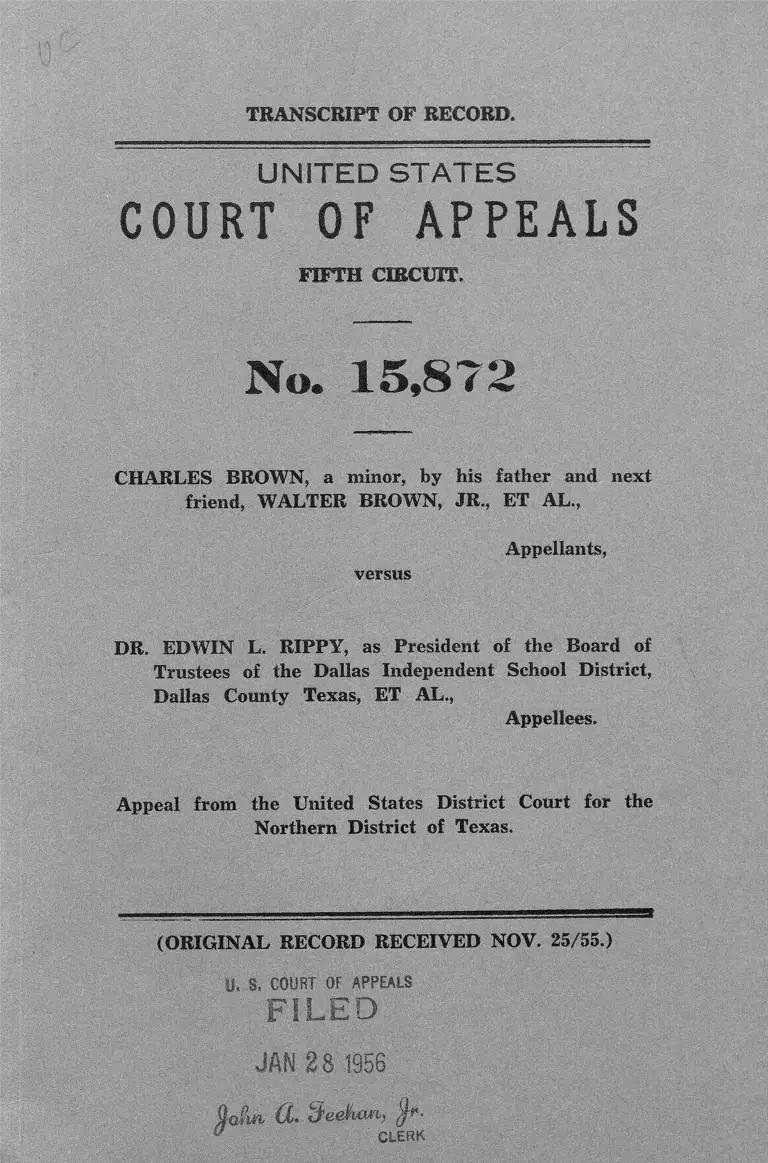 TRANSCRIPT OF RECORD.
UNITED STATES
COURT OF APPEALS
FIFTH CIRCUIT.
No. 15,872
CHARLES BROWN, a minor, by his father and next
friend, WALTER BROWN, JR., ET AL.,
Appellants,
versus
DR. EDWIN L. RIPPY, as President of the Board of
Trustees of the Dallas Independent School District,
Dallas County Texas, ET AL.,
Appellees.
Appeal from the United States District Court for the
Northern District of Texas.
(ORIGINAL RECORD RECEIVED NOV. 25/55.)
U. S. COURT OF APPEALS
FILED
JAN 28 1956
John A. Feehan, Jr.
CLERK